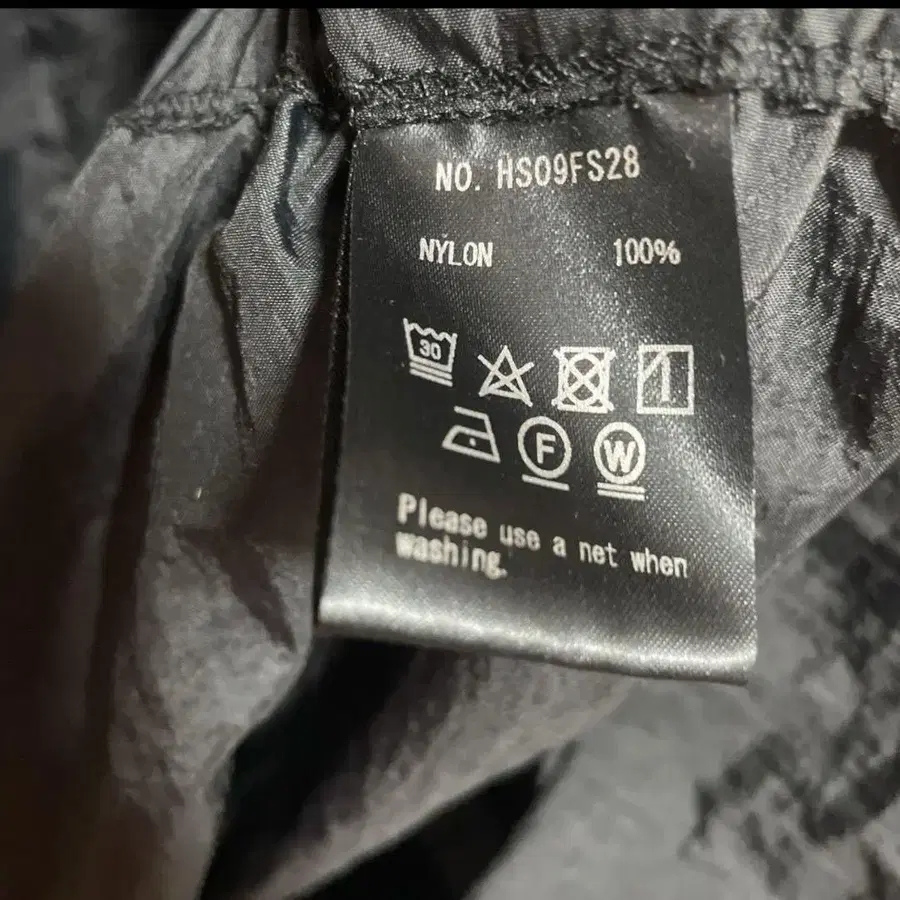 NO. HS09FS28
NYLON 100%
30
F W
Please use a net when
washing.